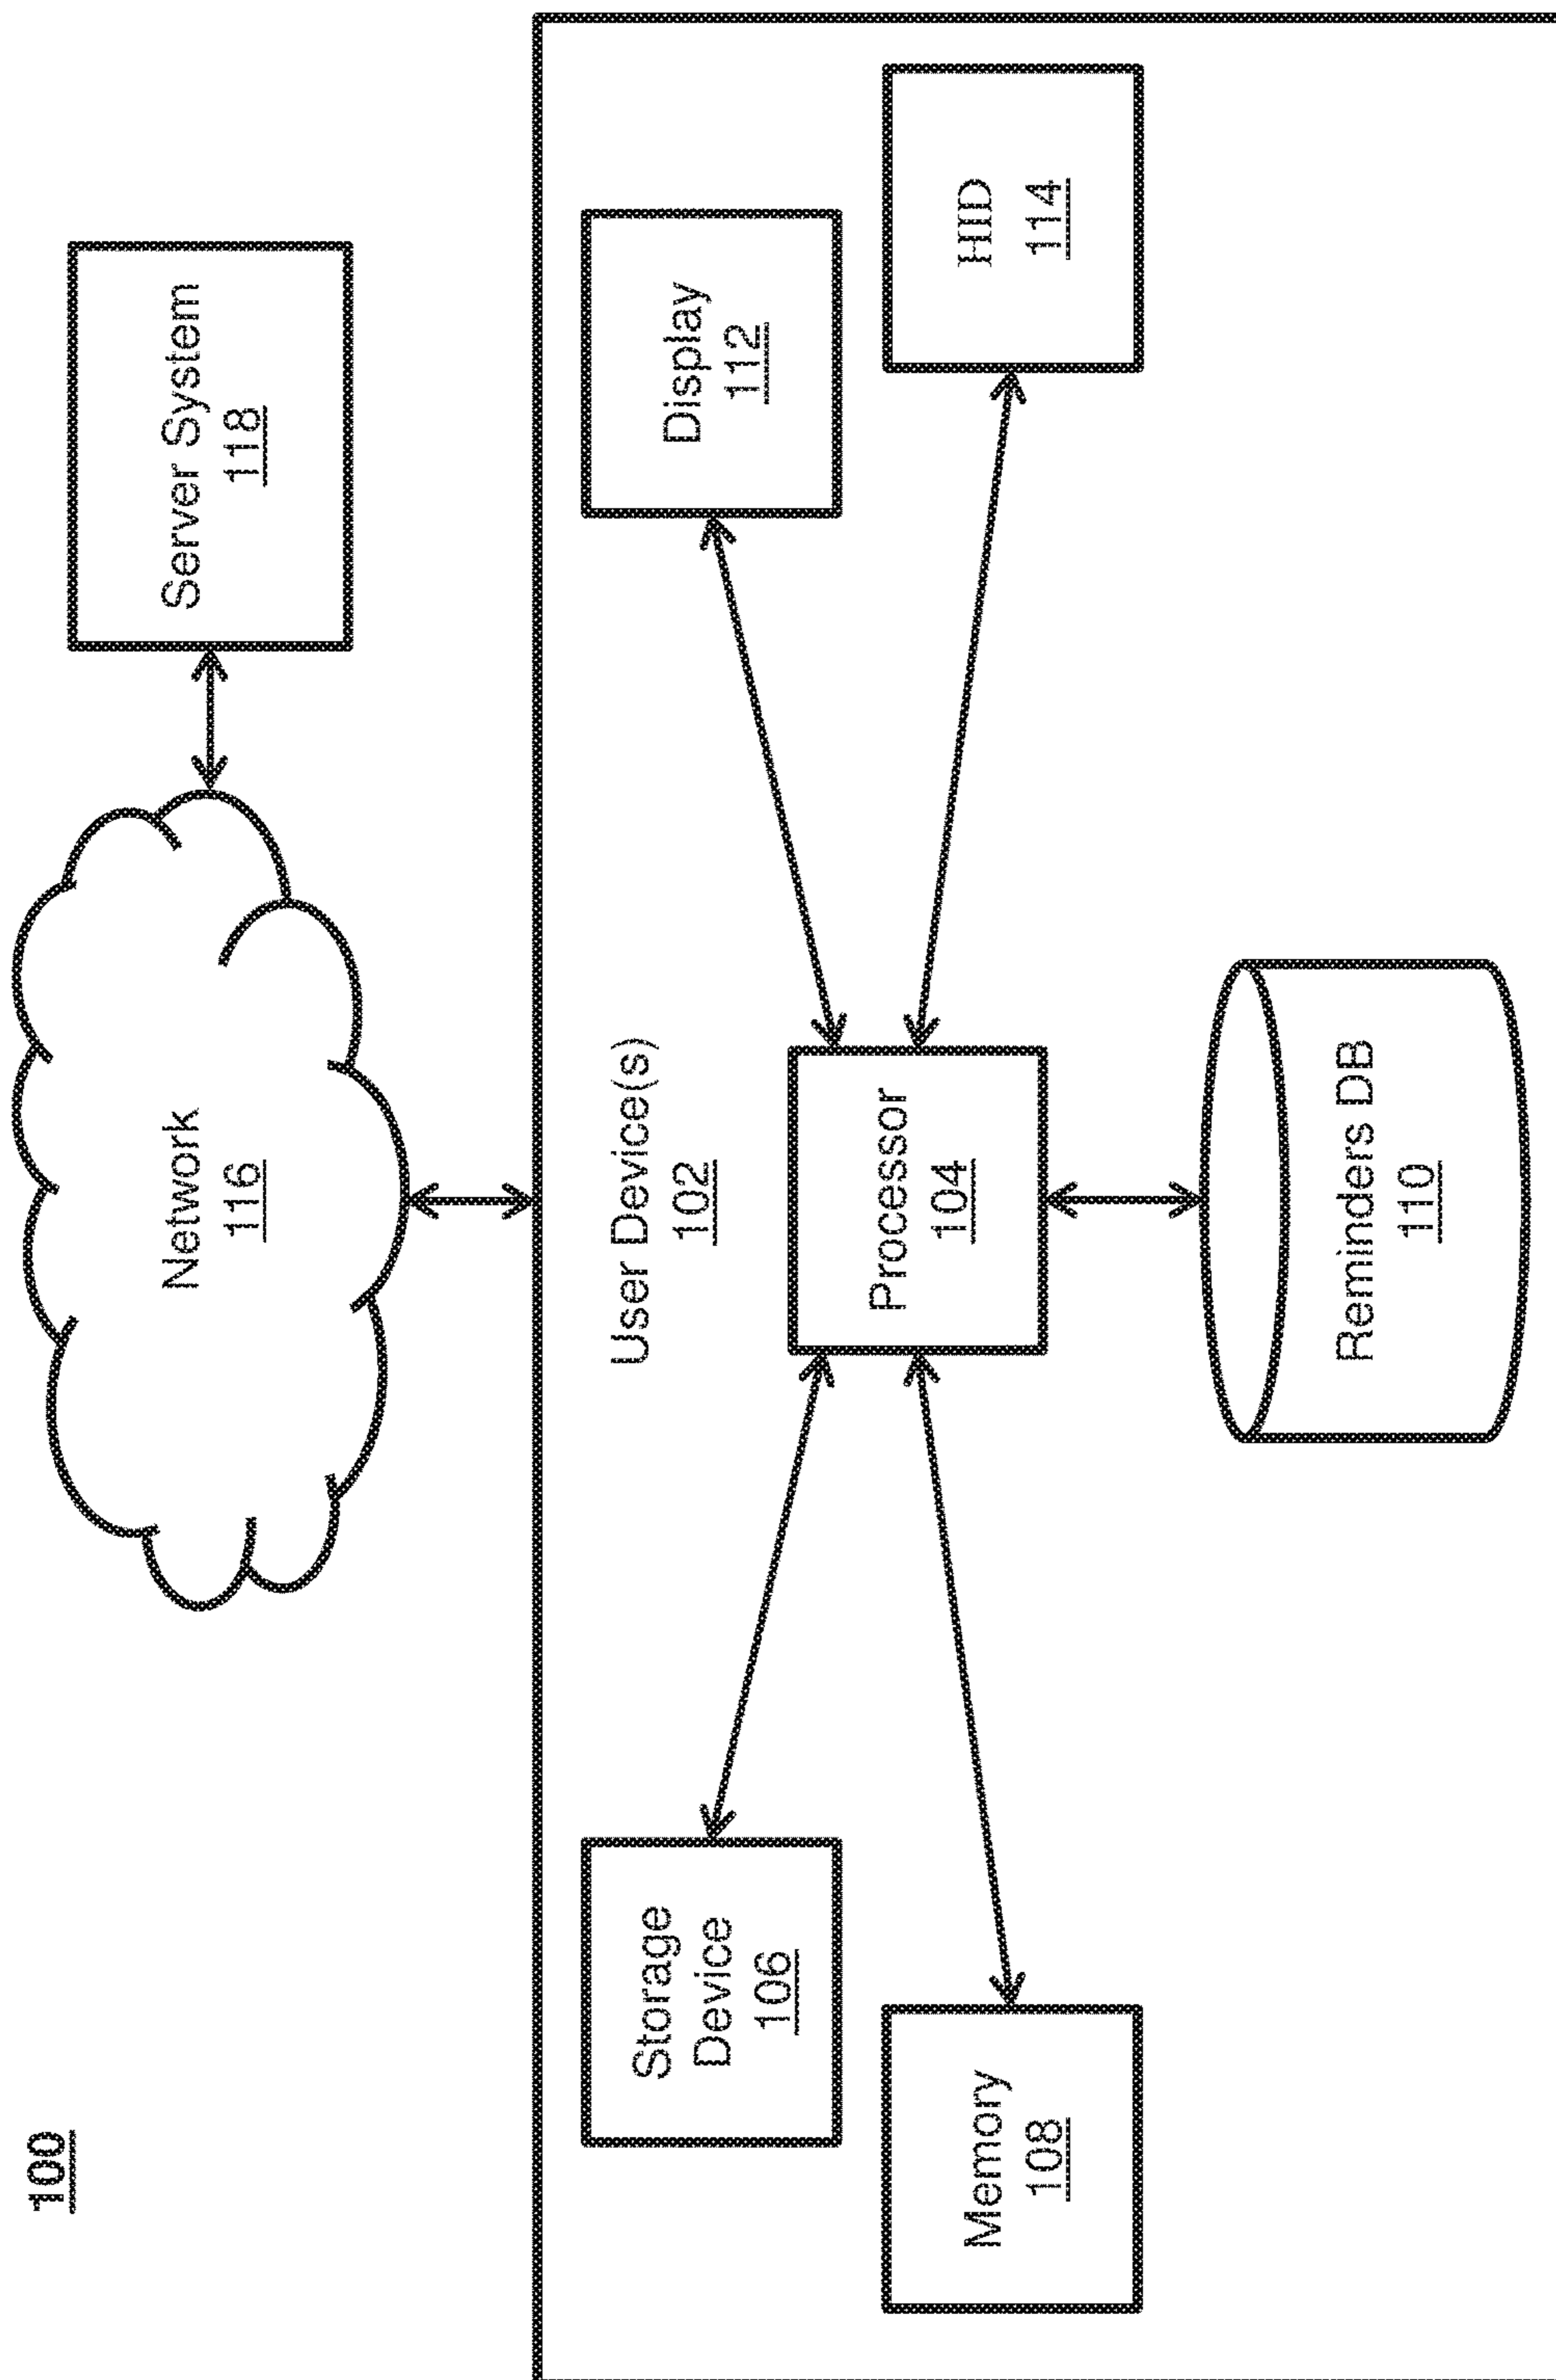 100
Network
116
Server System
118
User Device(s)
102
Storage
Device
106
Display
112
Processor
104
Memory
108
HID
114
Reminders DB
110